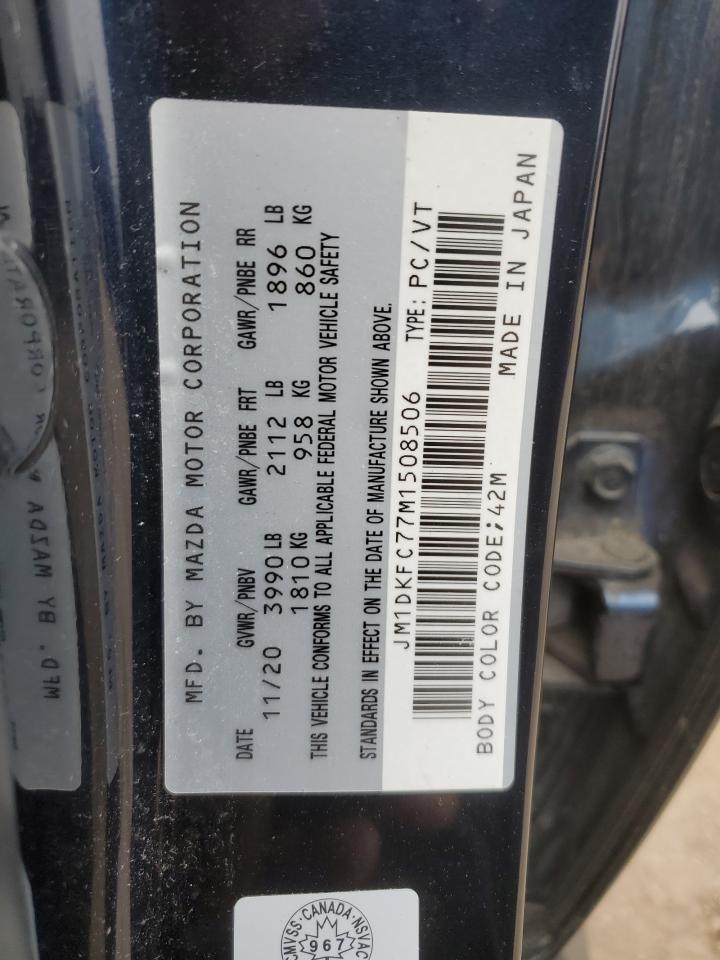 MFD. BY MAZDA MOTOR CORPORATION
DATE GVWR/PNBV GAWR/PNBE FRT GAWR/PNBE RR
11/20 3990 LB 2112 LB 1896 LB
1810 KG 958 KG 860 KG
THIS VEHICLE CONFORMS TO ALL APPLICABLE FEDERAL MOTOR VEHICLE SAFETY
STANDARDS IN EFFECT ON THE DATE OF MANUFACTURE SHOWN ABOVE.
JM1DKFC77M1508506 TYPE: PC/VT
BODY COLOR CODE;42M MADE IN JAPAN
CMVSS·CANADA·NSVAC
967